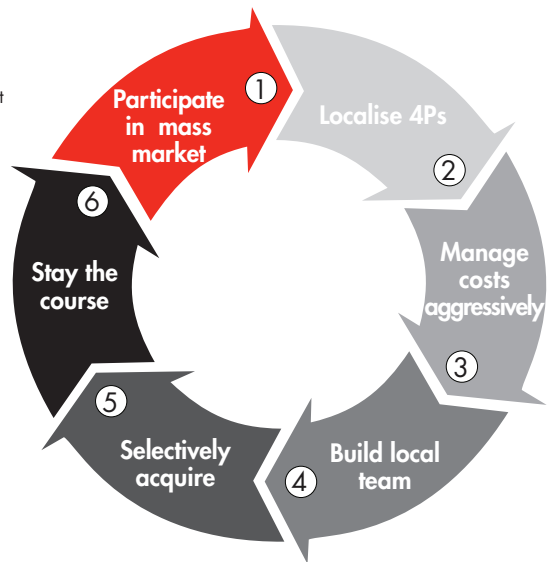 Participate
in mass
market
1
Localise 4Ps
2
Manage
costs
aggressively
3
Build local
team
4
Selectively
acquire
5
Stay the
course
6